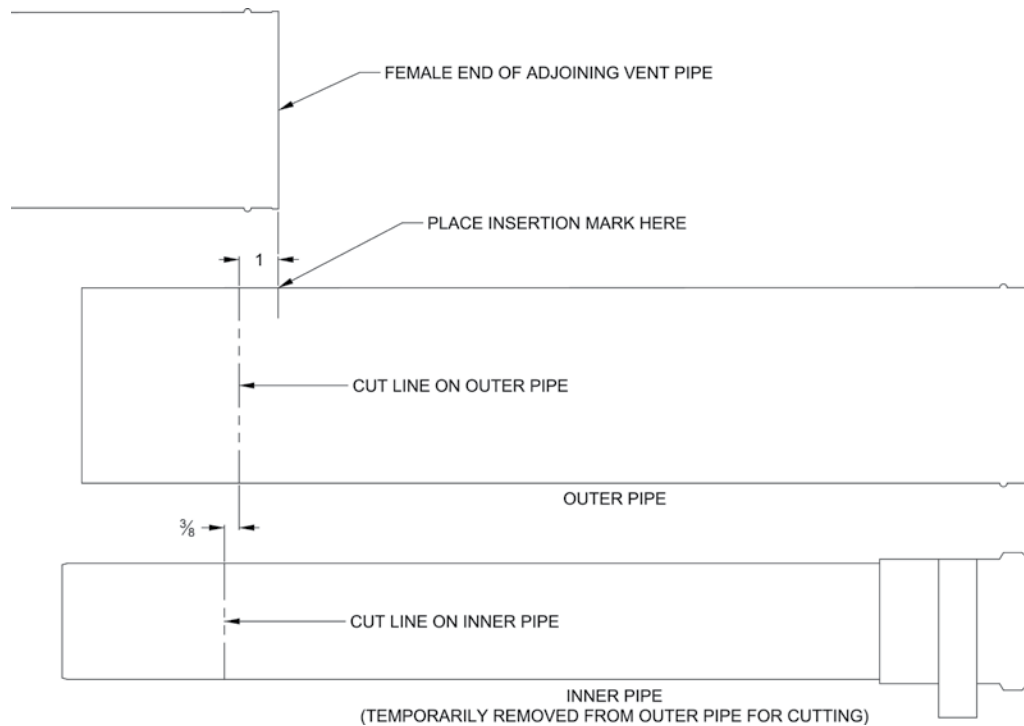 FEMALE END OF ADJOINING VENT PIPE
PLACE INSERTION MARK HERE
1
CUT LINE ON OUTER PIPE
OUTER PIPE
⅜
CUT LINE ON INNER PIPE
INNER PIPE
(TEMPORARILY REMOVED FROM OUTER PIPE FOR CUTTING)